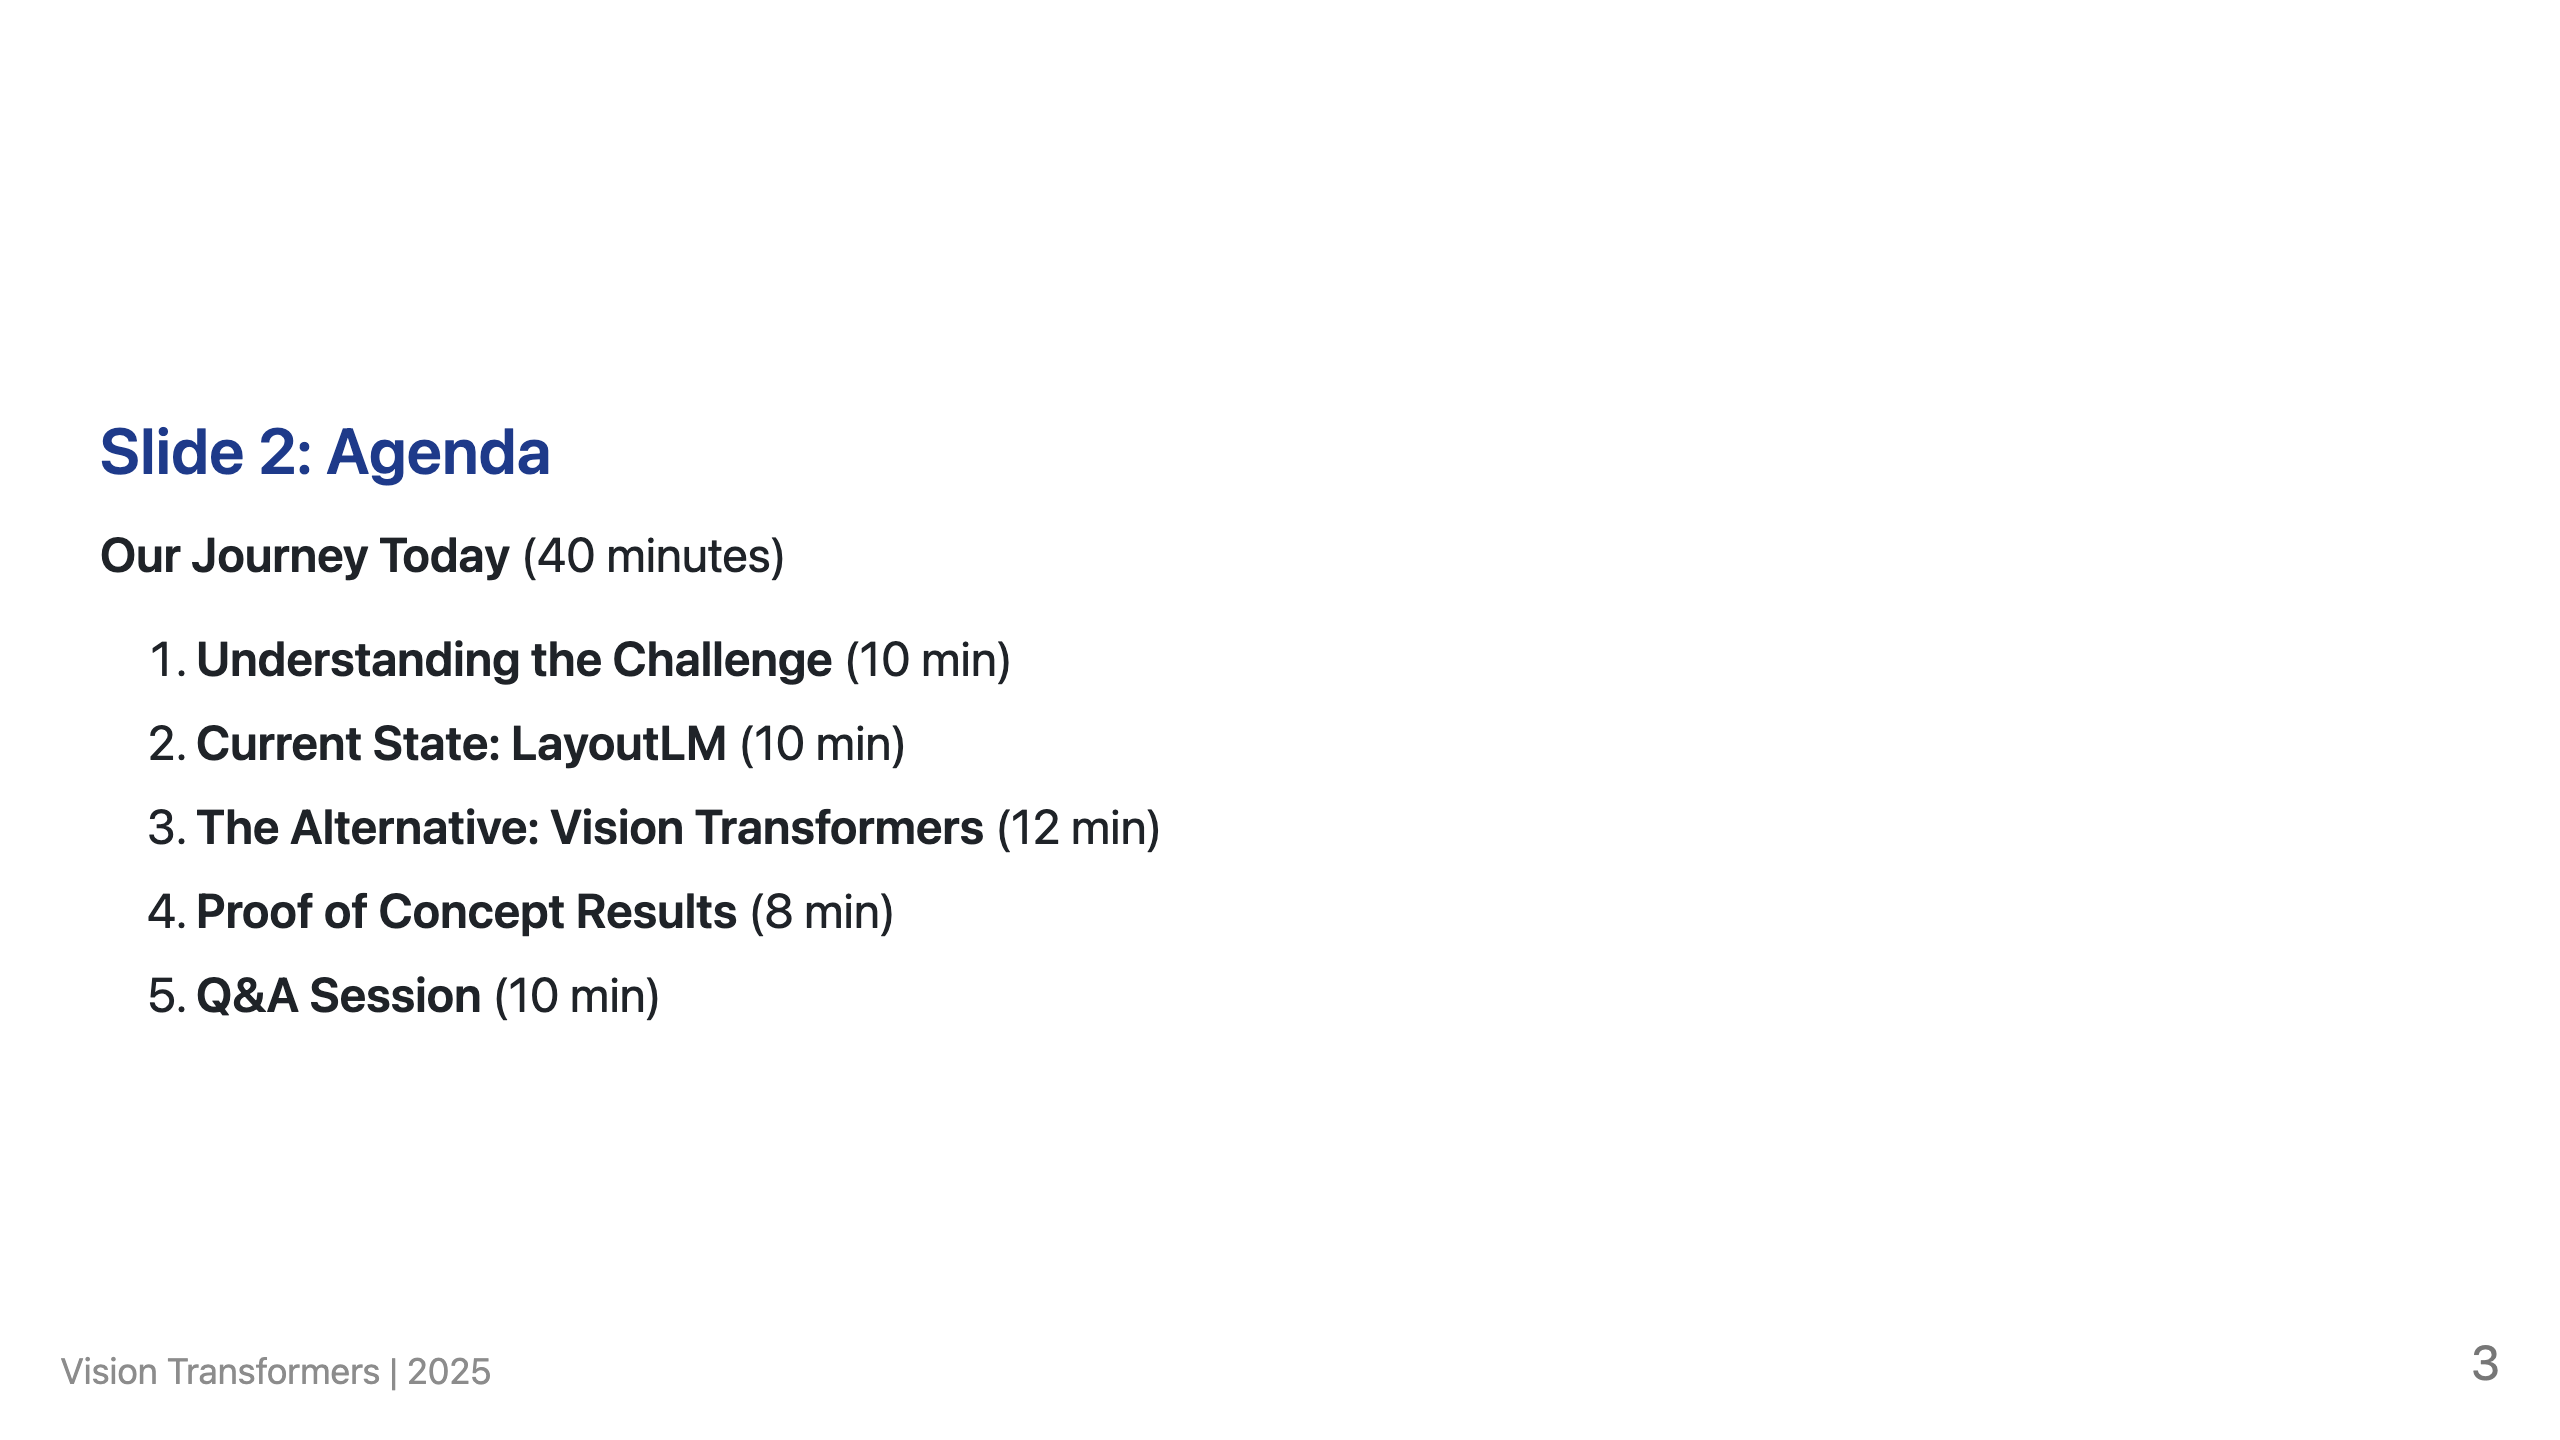 Slide 2: Agenda
Our Journey Today (40 minutes)
1. Understanding the Challenge (10 min)
2. Current State: LayoutLM (10 min)
3. The Alternative: Vision Transformers (12 min)
4. Proof of Concept Results (8 min)
5. Q&A Session (10 min)
Vision Transformers | 2025
3